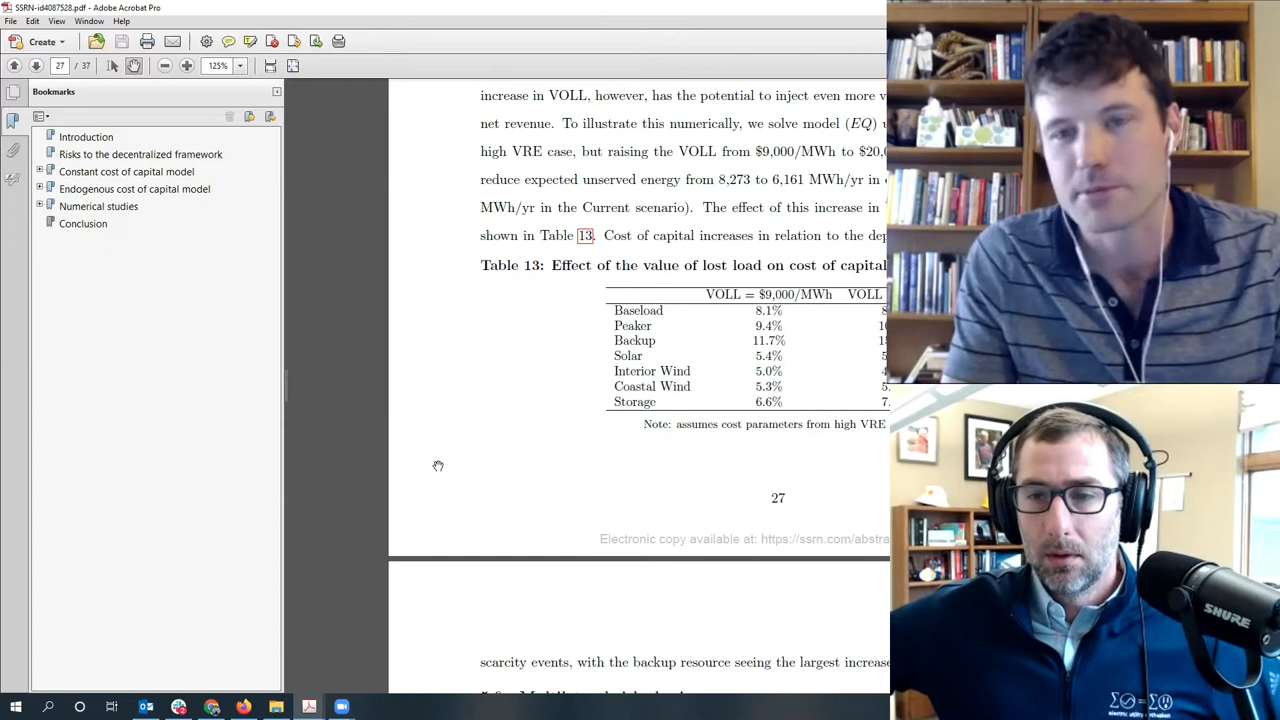 SSRN-id4087528.pdf - Adobe Acrobat Pro
File Edit View Window Help
Create
27 / 37 125%
Bookmarks
Introduction
Risks to the decentralized framework
Constant cost of capital model
Endogenous cost of capital model
Numerical studies
Conclusion
increase in VOLL, however, has the potential to inject even more v
net revenue. To illustrate this numerically, we solve model (EQ) u
high VRE case, but raising the VOLL from $9,000/MWh to $20,0
reduce expected unserved energy from 8,273 to 6,161 MWh/yr in
MWh/yr in the Current scenario). The effect of this increase in
shown in Table 13. Cost of capital increases in relation to the dep
Table 13: Effect of the value of lost load on cost of capital
VOLL = $9,000/MWh VOLL
Baseload 8.1% 8
Peaker 9.4% 10
Backup 11.7% 15
Solar 5.4% 5
Interior Wind 5.0% 4
Coastal Wind 5.3% 5.
Storage 6.6% 7.
Note: assumes cost parameters from high VRE
27
Electronic copy available at: https://ssrn.com/abstra
scarcity events, with the backup resource seeing the largest increase
SHURE